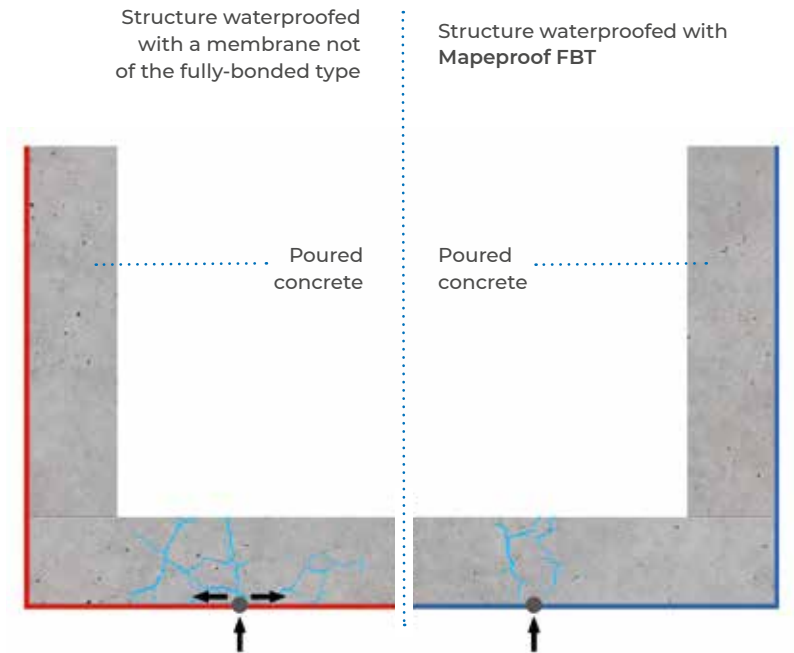 Structure waterproofed
with a membrane not
of the fully-bonded type
Structure waterproofed with
Mapeproof FBT
Poured
concrete
Poured
concrete